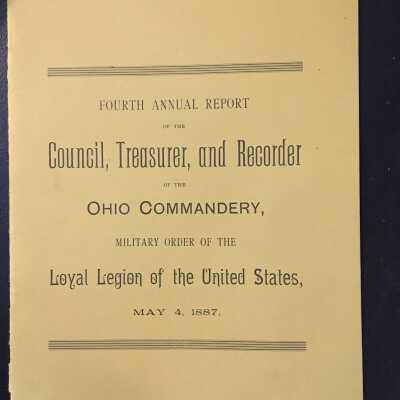 FOURTH ANNUAL REPORT
OF THE
Council, Treasurer, and Recorder
OF THE
OHIO COMMANDERY,
MILITARY ORDER OF THE
Loyal Legion of the United States,
MAY 4, 1887.